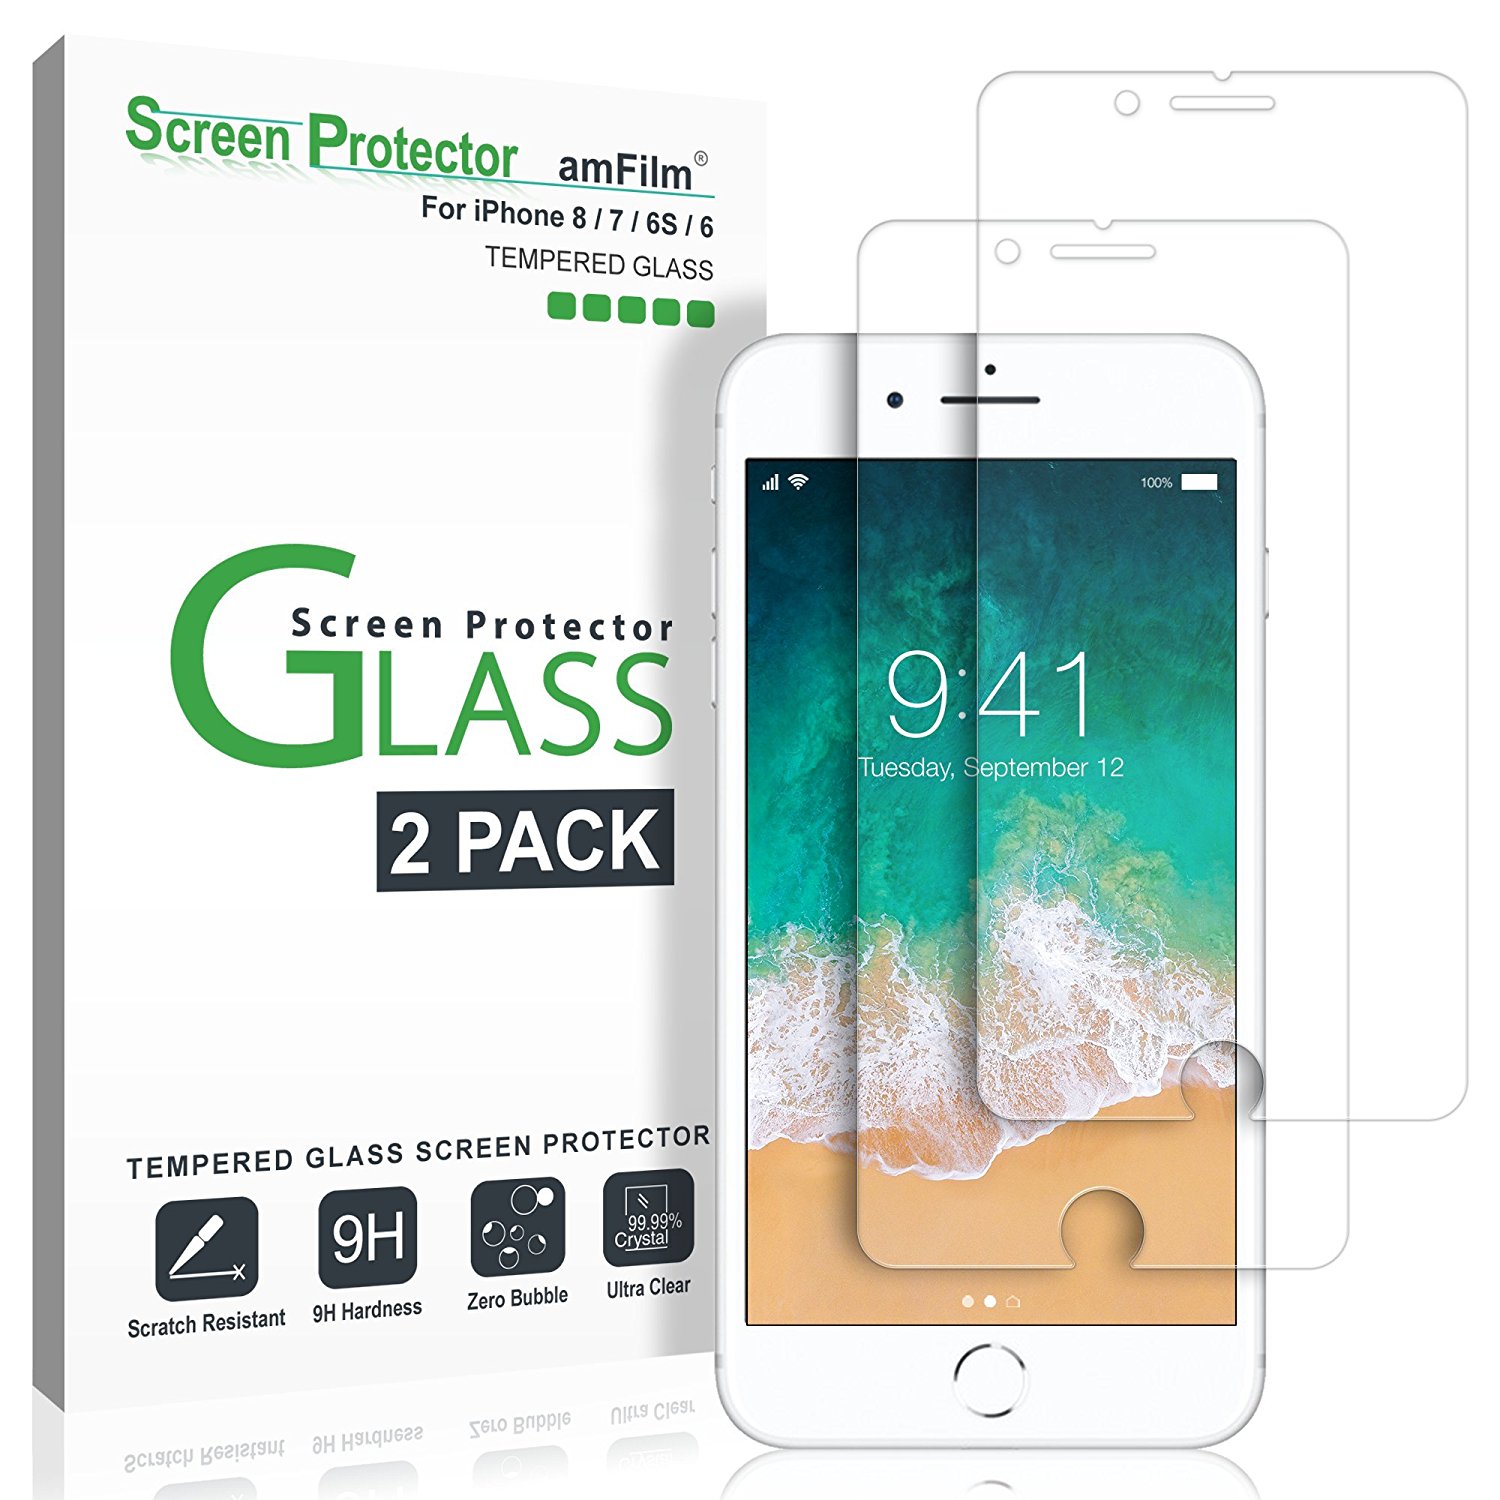 Screen Protector amFilm®
For iPhone 8 / 7 / 6S / 6
TEMPERED GLASS
Screen Protector
GLASS
2 PACK
TEMPERED GLASS SCREEN PROTECTOR
9H
99.99%
Crystal
Scratch Resistant
9H Hardness
Zero Bubble
Ultra Clear
100%
9:41
Tuesday, September 12